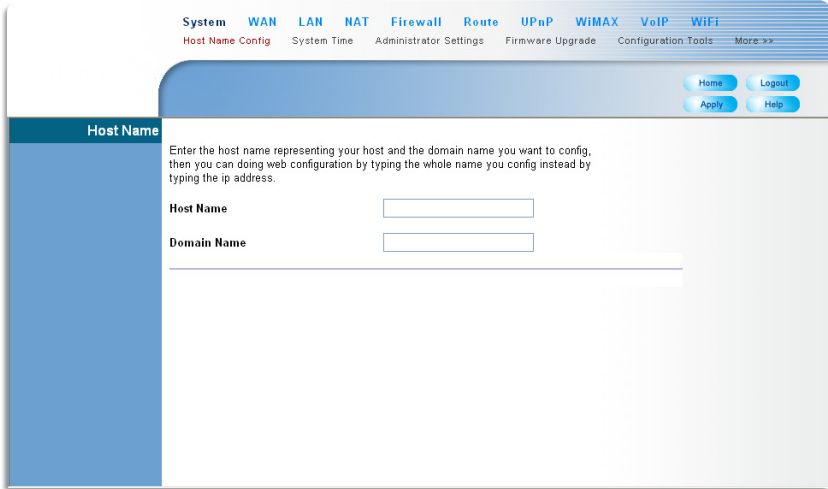 System WAN LAN NAT Firewall Route UPnP WiMAX VoIP WiFi
Host Name Config System Time Administrator Settings Firmware Upgrade Configuration Tools More >>
Home Logout
Apply Help
Host Name
Enter the host name representing your host and the domain name you want to config,
then you can doing web configuration by typing the whole name you config instead by
typing the ip address.
Host Name
Domain Name